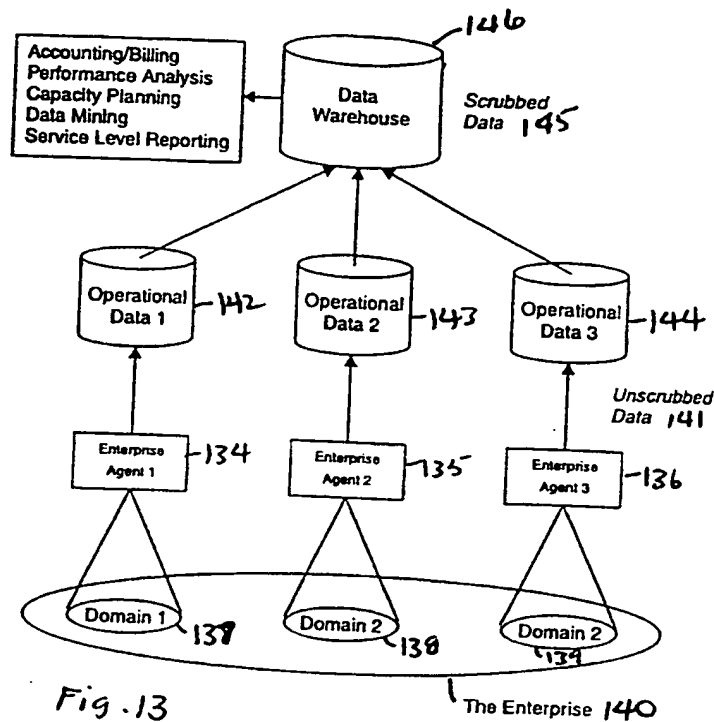 146
Accounting/Billing
Performance Analysis
Capacity Planning
Data Mining
Service Level Reporting
Data
Warehouse
Scrubbed
Data 145
Operational
Data 1
142
Operational
Data 2
143
Operational
Data 3
144
Unscrubbed
Data 141
Enterprise
Agent 1
134
Enterprise
Agent 2
135
Enterprise
Agent 3
136
Domain 1
137
Domain 2
138
Domain 2
139
Fig.13
The Enterprise 140